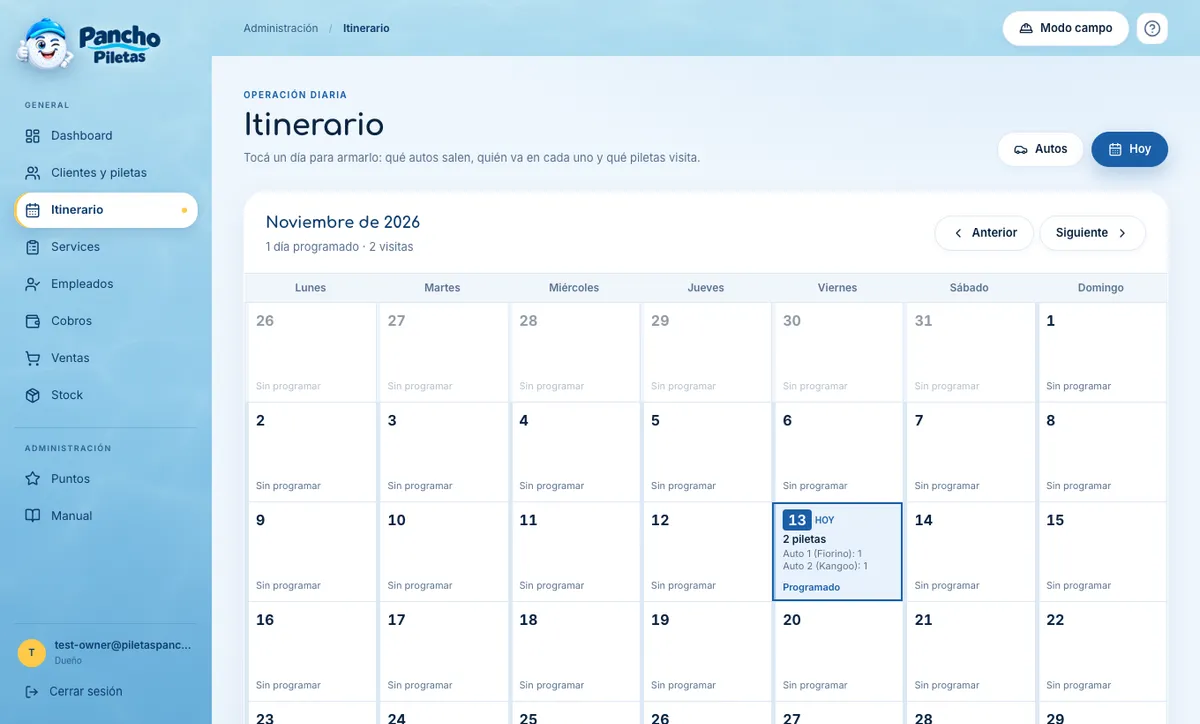 Pancho
Piletas
GENERAL
Dashboard
Clientes y piletas
Itinerario
Services
Empleados
Cobros
Ventas
Stock
ADMINISTRACIÓN
Puntos
Manual
T
test-owner@piletaspanc...
Dueño
Cerrar sesión
Administración / Itinerario
Modo campo
?
OPERACIÓN DIARIA
Itinerario
Tocá un día para armarlo: qué autos salen, quién va en cada uno y qué piletas visita.
Autos
Hoy
Noviembre de 2026
1 día programado · 2 visitas
Anterior
Siguiente
Lunes Martes Miércoles Jueves Viernes Sábado Domingo
26 27 28 29 30 31 1
Sin programar Sin programar Sin programar Sin programar Sin programar Sin programar Sin programar
2 3 4 5 6 7 8
Sin programar Sin programar Sin programar Sin programar Sin programar Sin programar Sin programar
9 10 11 12 13 HOY 14 15
2 piletas
Auto 1 (Fiorino): 1
Auto 2 (Kangoo): 1
Sin programar Sin programar Sin programar Sin programar Programado Sin programar Sin programar
16 17 18 19 20 21 22
Sin programar Sin programar Sin programar Sin programar Sin programar Sin programar Sin programar
23 24 25 26 27 28 29